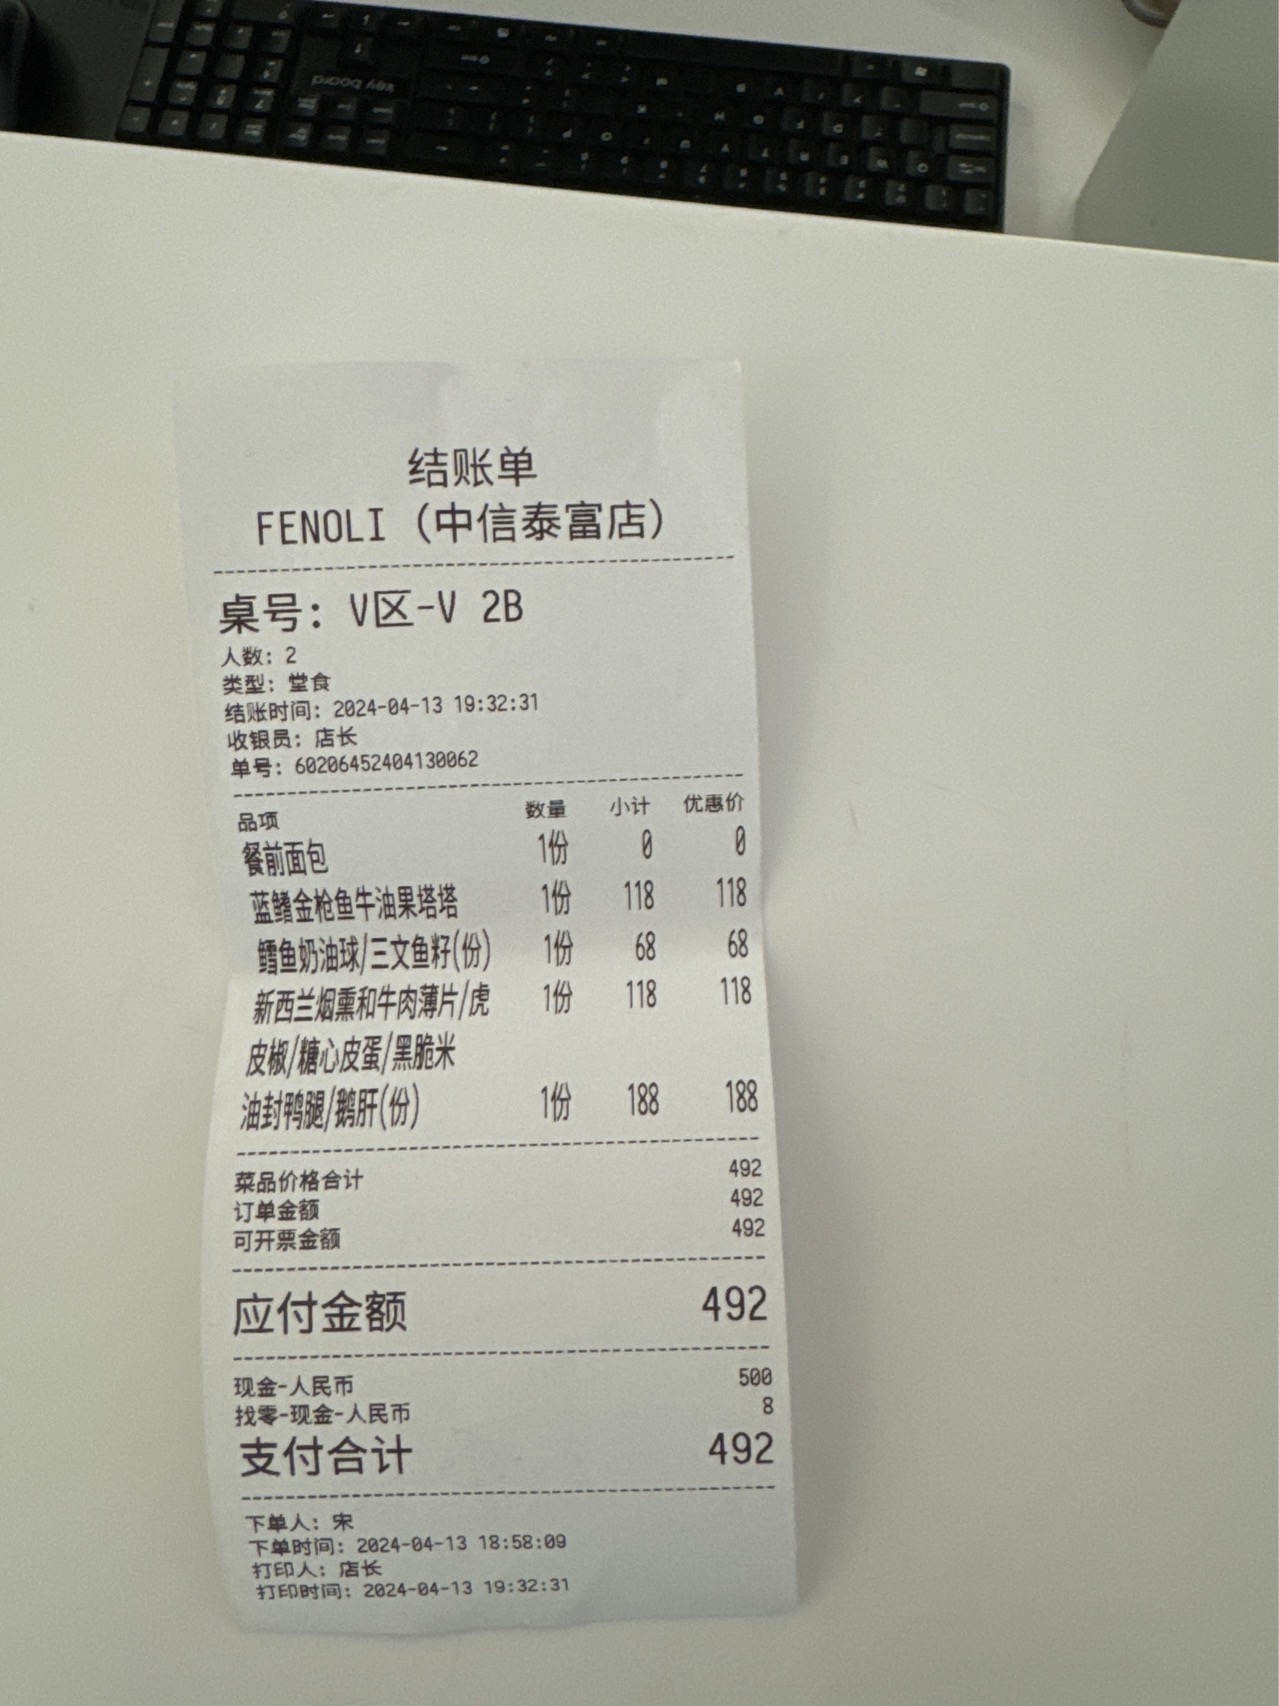 结账单
FENOLI（中信泰富店）
桌号：V区-V 2B
人数：2
类型：堂食
结账时间：2024-04-13 19:32:31
收银员：店长
单号：60206452404130062
品项 数量 小计 优惠价
餐前面包 1份 0 0
蓝鳍金枪鱼牛油果塔塔 1份 118 118
鳕鱼奶油球/三文鱼籽(份) 1份 68 68
新西兰烟熏和牛肉薄片/虎 1份 118 118
皮椒/糖心皮蛋/黑脆米
油封鸭腿/鹅肝(份) 1份 188 188
菜品价格合计 492
订单金额 492
可开票金额 492
应付金额 492
现金-人民币 500
找零-现金-人民币 8
支付合计 492
下单人：宋
下单时间：2024-04-13 18:58:09
打印人：店长
打印时间：2024-04-13 19:32:31